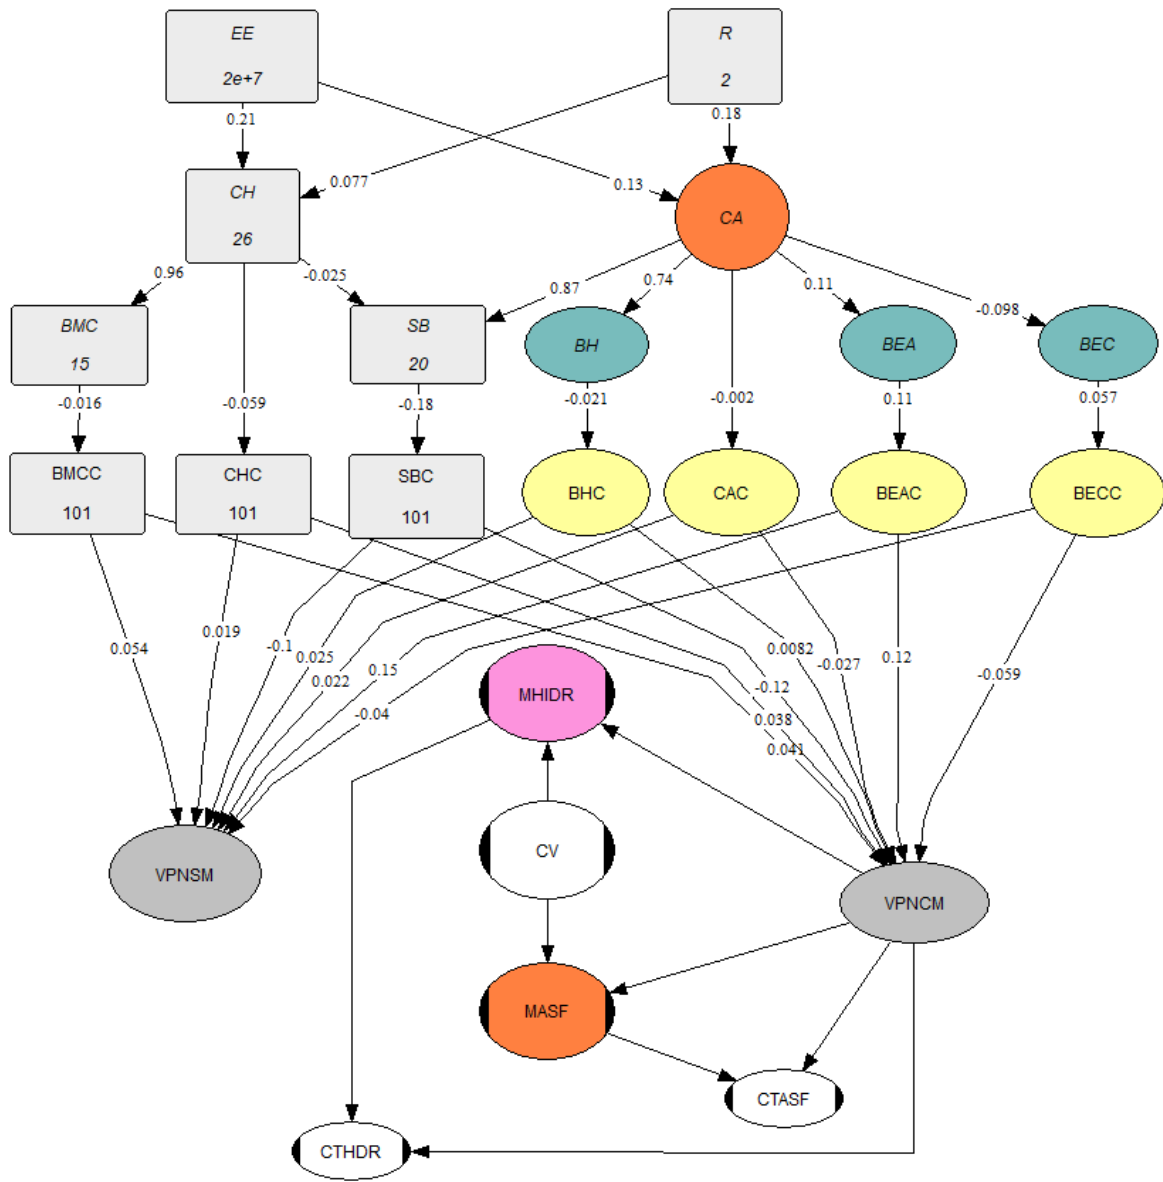 EE
2e+7
R
2
0.21
0.18
0.077
0.13
CH
26
CA
0.96
-0.025
0.87
0.74
0.11
-0.098
BMC
15
SB
20
BH
BEA
BEC
-0.016
-0.059
-0.18
-0.021
-0.002
0.11
0.057
BMCC
101
CHC
101
SBC
101
BHC
CAC
BEAC
BECC
0.054
0.019
-0.1
0.025
0.022
0.15
-0.04
0.0082
-0.027
0.12
-0.059
-0.12
0.038
0.041
MHIDR
CV
VPNSM
VPNCM
MASF
CTASF
CTHDR